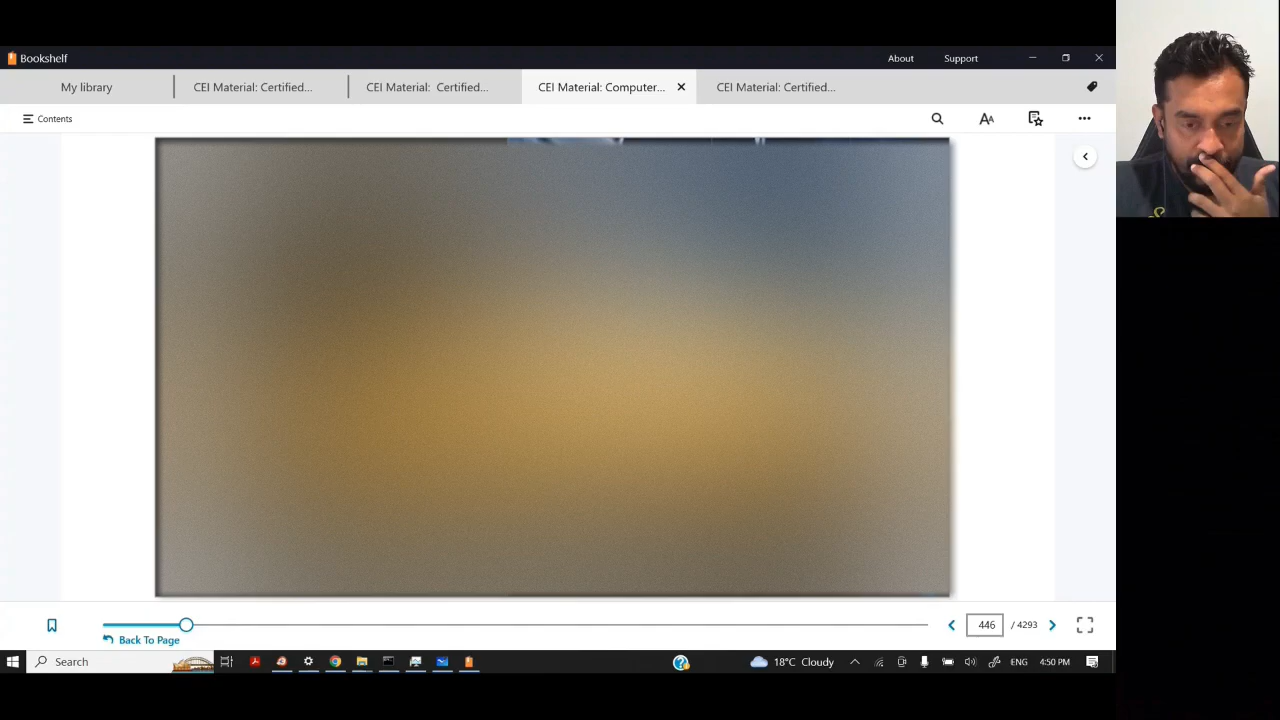 Bookshelf
About
Support
My library
CEI Material: Certified...
CEI Material: Certified...
CEI Material: Computer...
CEI Material: Certified...
Contents
AA
Back To Page
446 / 4293
Search
18°C Cloudy
ENG
4:50 PM